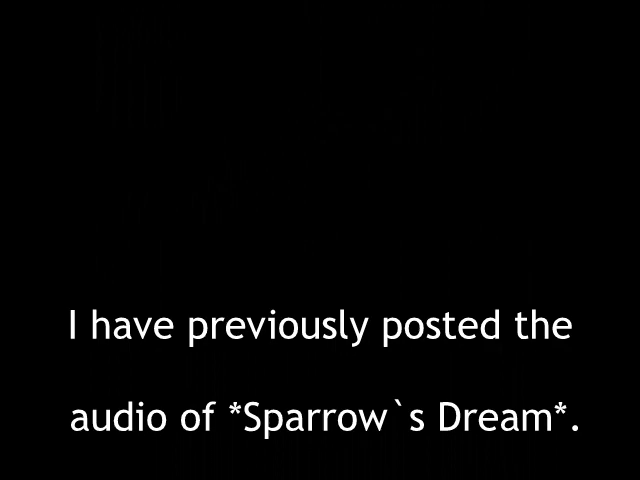 I have previously posted the
audio of *Sparrow`s Dream*.